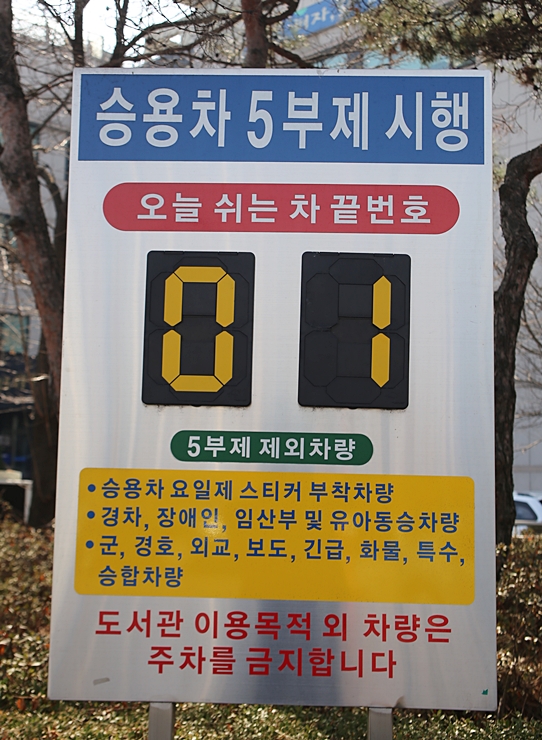 승용차 5부제 시행
오늘 쉬는 차 끝번호
0 1
5부제 제외차량
• 승용차 요일제 스티커 부착차량
• 경차, 장애인, 임산부 및 유아동승차량
• 군, 경호, 외교, 보도, 긴급, 화물, 특수,
승합차량
도서관 이용목적 외 차량은
주차를 금지합니다